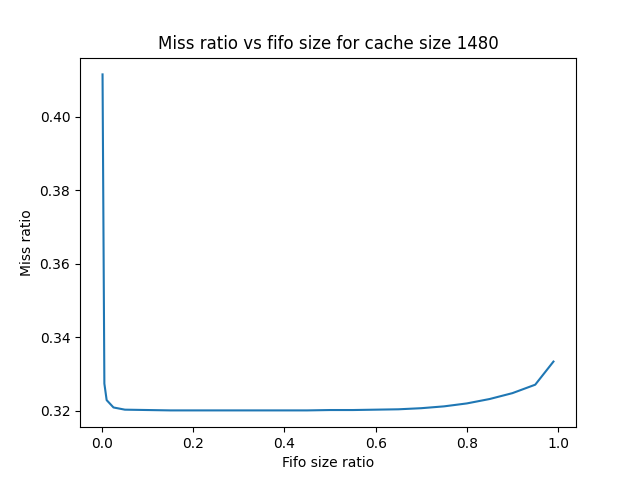 Miss ratio vs fifo size for cache size 1480
0.40
0.38
0.36
0.34
0.32
Miss ratio
0.0 0.2 0.4 0.6 0.8 1.0
Fifo size ratio